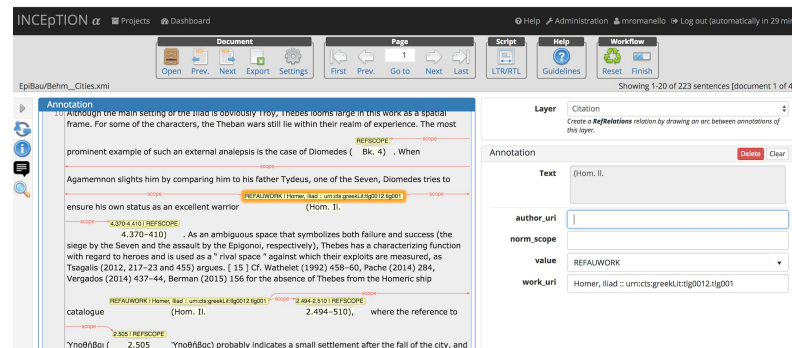 INCEpTION α Projects Dashboard Help Administration mromanello Log out (automatically in 29 min
Document Page Script Help Workflow
1
Open Prev. Next Export Settings First Prev. Go to Next Last LTR/RTL Guidelines Reset Finish
EpiBau/Behm__Cities.xmi Showing 1-20 of 223 sentences [document 1 of 4
Annotation
10 Although the main setting of the Iliad is obviously Troy, Thebes looms large in this work as a spatial
frame. For some of the characters, the Theban wars still lie within their realm of experience. The most
REFSCOPE scope
prominent example of such an external analepsis is the case of Diomedes ( Bk. 4) . When
scope
Agamemnon slights him by comparing him to his father Tydeus, one of the Seven, Diomedes tries to
scope REFAUWORK | Homer, Iliad :: urn:cts:greekLit:tlg0012.tlg001 scope
ensure his own status as an excellent warrior (Hom. Il.
scope 4.370-4.410 | REFSCOPE
4.370–410) . As an ambiguous space that symbolizes both failure and success (the
siege by the Seven and the assault by the Epigonoi, respectively), Thebes has a characterizing function
with regard to heroes and is used as a “ rival space ” against which their exploits are measured, as
Tsagalis (2012, 217–23 and 455) argues. [ 15 ] Cf. Wathelet (1992) 458–60, Pache (2014) 284,
Vergados (2014) 437–44, Berman (2015) 156 for the absence of Thebes from the Homeric ship
REFAUWORK | Homer, Iliad :: urn:cts:greekLit:tlg0012.tlg001 scope 2.494-2.510 | REFSCOPE scope
catalogue (Hom. Il. 2.494–510), where the reference to
scope 2.505 | REFSCOPE
Ὑποθῆβαι ( 2.505 Ὑποθήβας) probably indicates a small settlement after the fall of the city, and
Layer Citation
Create a RefRelations relation by drawing an arc between annotations of
this layer.
Annotation Delete Clear
Text (Hom. Il.
author_uri
norm_scope
value REFAUWORK
work_uri Homer, Iliad :: urn:cts:greekLit:tlg0012.tlg001